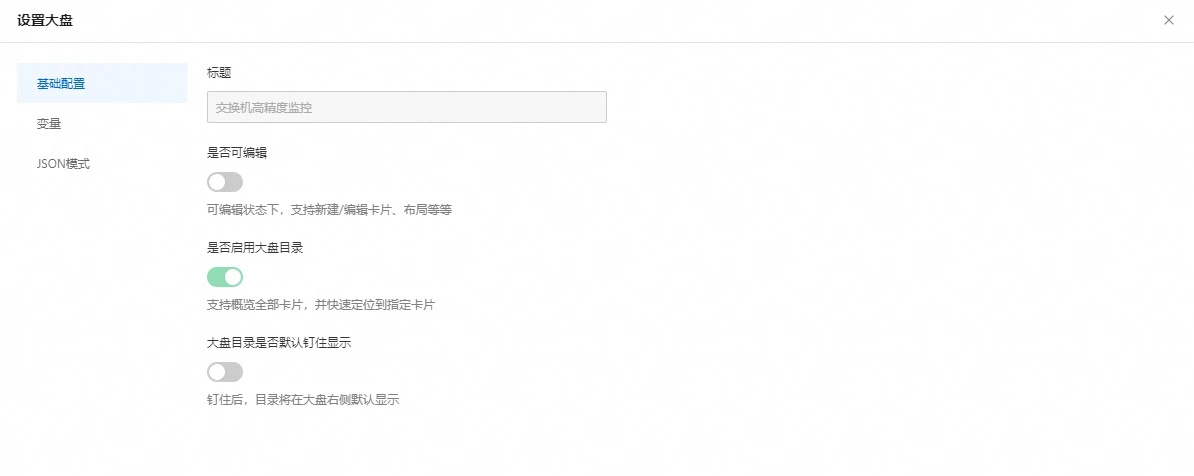 设置大盘
基础配置
变量
JSON模式
标题
交换机高精度监控
是否可编辑
可编辑状态下，支持新建/编辑卡片、布局等等
是否启用大盘目录
支持概览全部卡片，并快速定位到指定卡片
大盘目录是否默认钉住显示
钉住后，目录将在大盘右侧默认显示